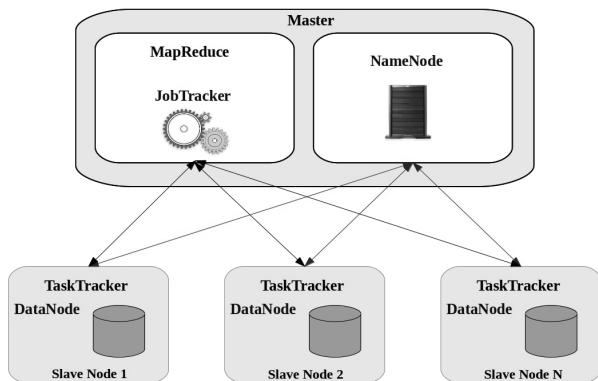 Master
MapReduce
JobTracker
NameNode
TaskTracker
DataNode
Slave Node 1
TaskTracker
DataNode
Slave Node 2
TaskTracker
DataNode
Slave Node N